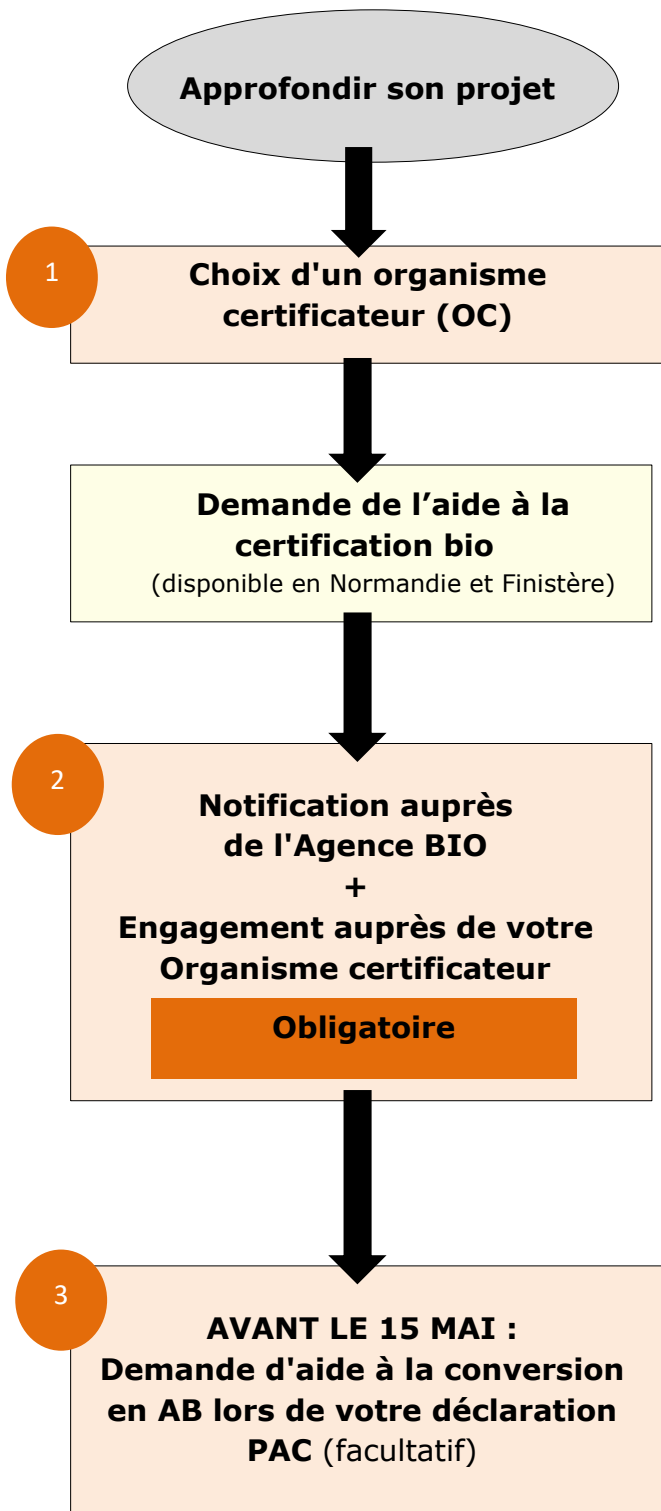 Approfondir son projet
1
Choix d'un organisme
certificateur (OC)
Demande de l’aide à la
certification bio
(disponible en Normandie et Finistère)
2
Notification auprès
de l'Agence BIO
+
Engagement auprès de votre
Organisme certificateur
Obligatoire
3
AVANT LE 15 MAI :
Demande d'aide à la conversion
en AB lors de votre déclaration
PAC (facultatif)